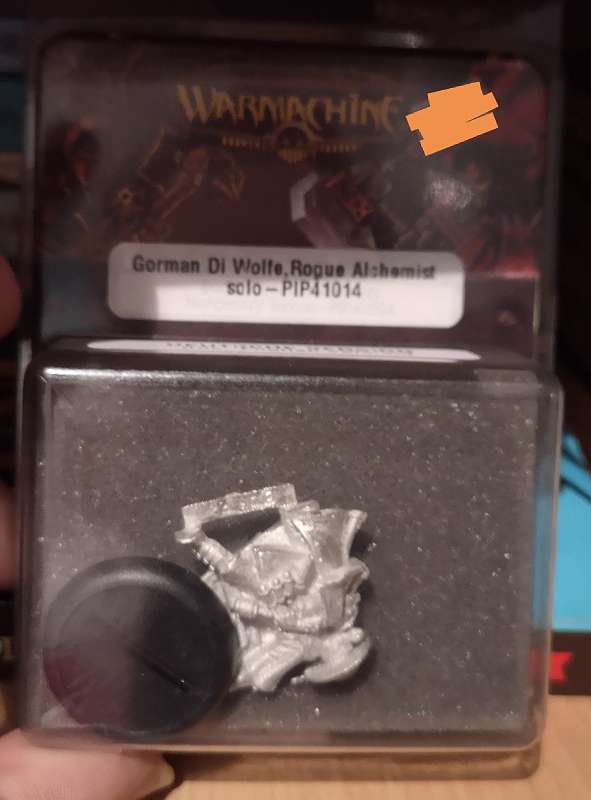 WARMACHINE
Gorman Di Wolfe,Rogue Alchemist
solo-PIP41014